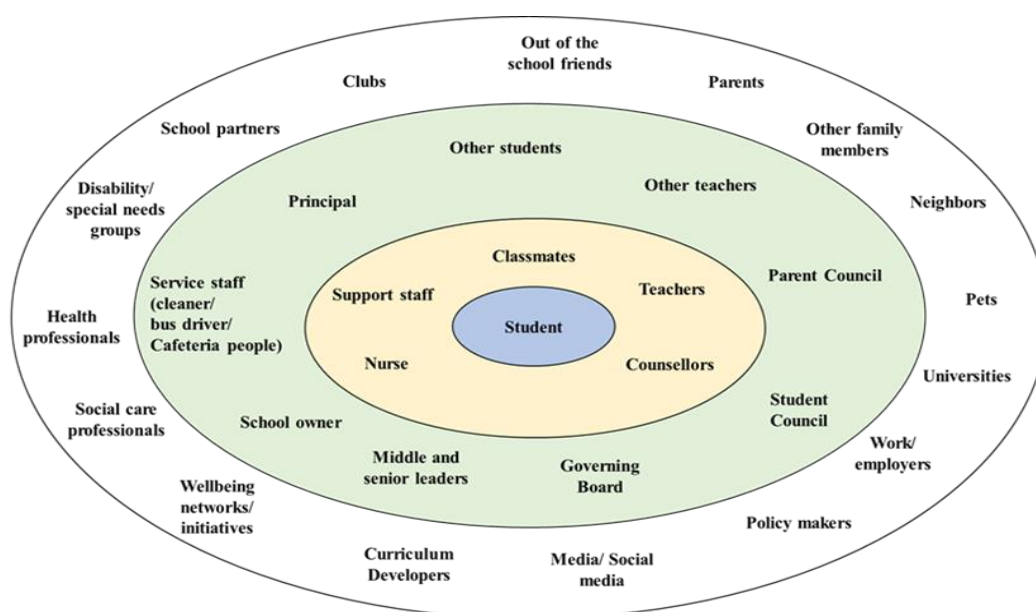 Out of the
school friends
Clubs
Parents
School partners
Other family
members
Other students
Disability/
special needs
groups
Other teachers
Principal
Neighbors
Classmates
Service staff
(cleaner/
bus driver/
Cafeteria people)
Support staff
Teachers
Parent Council
Pets
Health
professionals
Student
Nurse
Counsellors
Universities
Social care
professionals
School owner
Student
Council
Middle and
senior leaders
Governing
Board
Work/
employers
Wellbeing
networks/
initiatives
Policy makers
Curriculum
Developers
Media/ Social
media